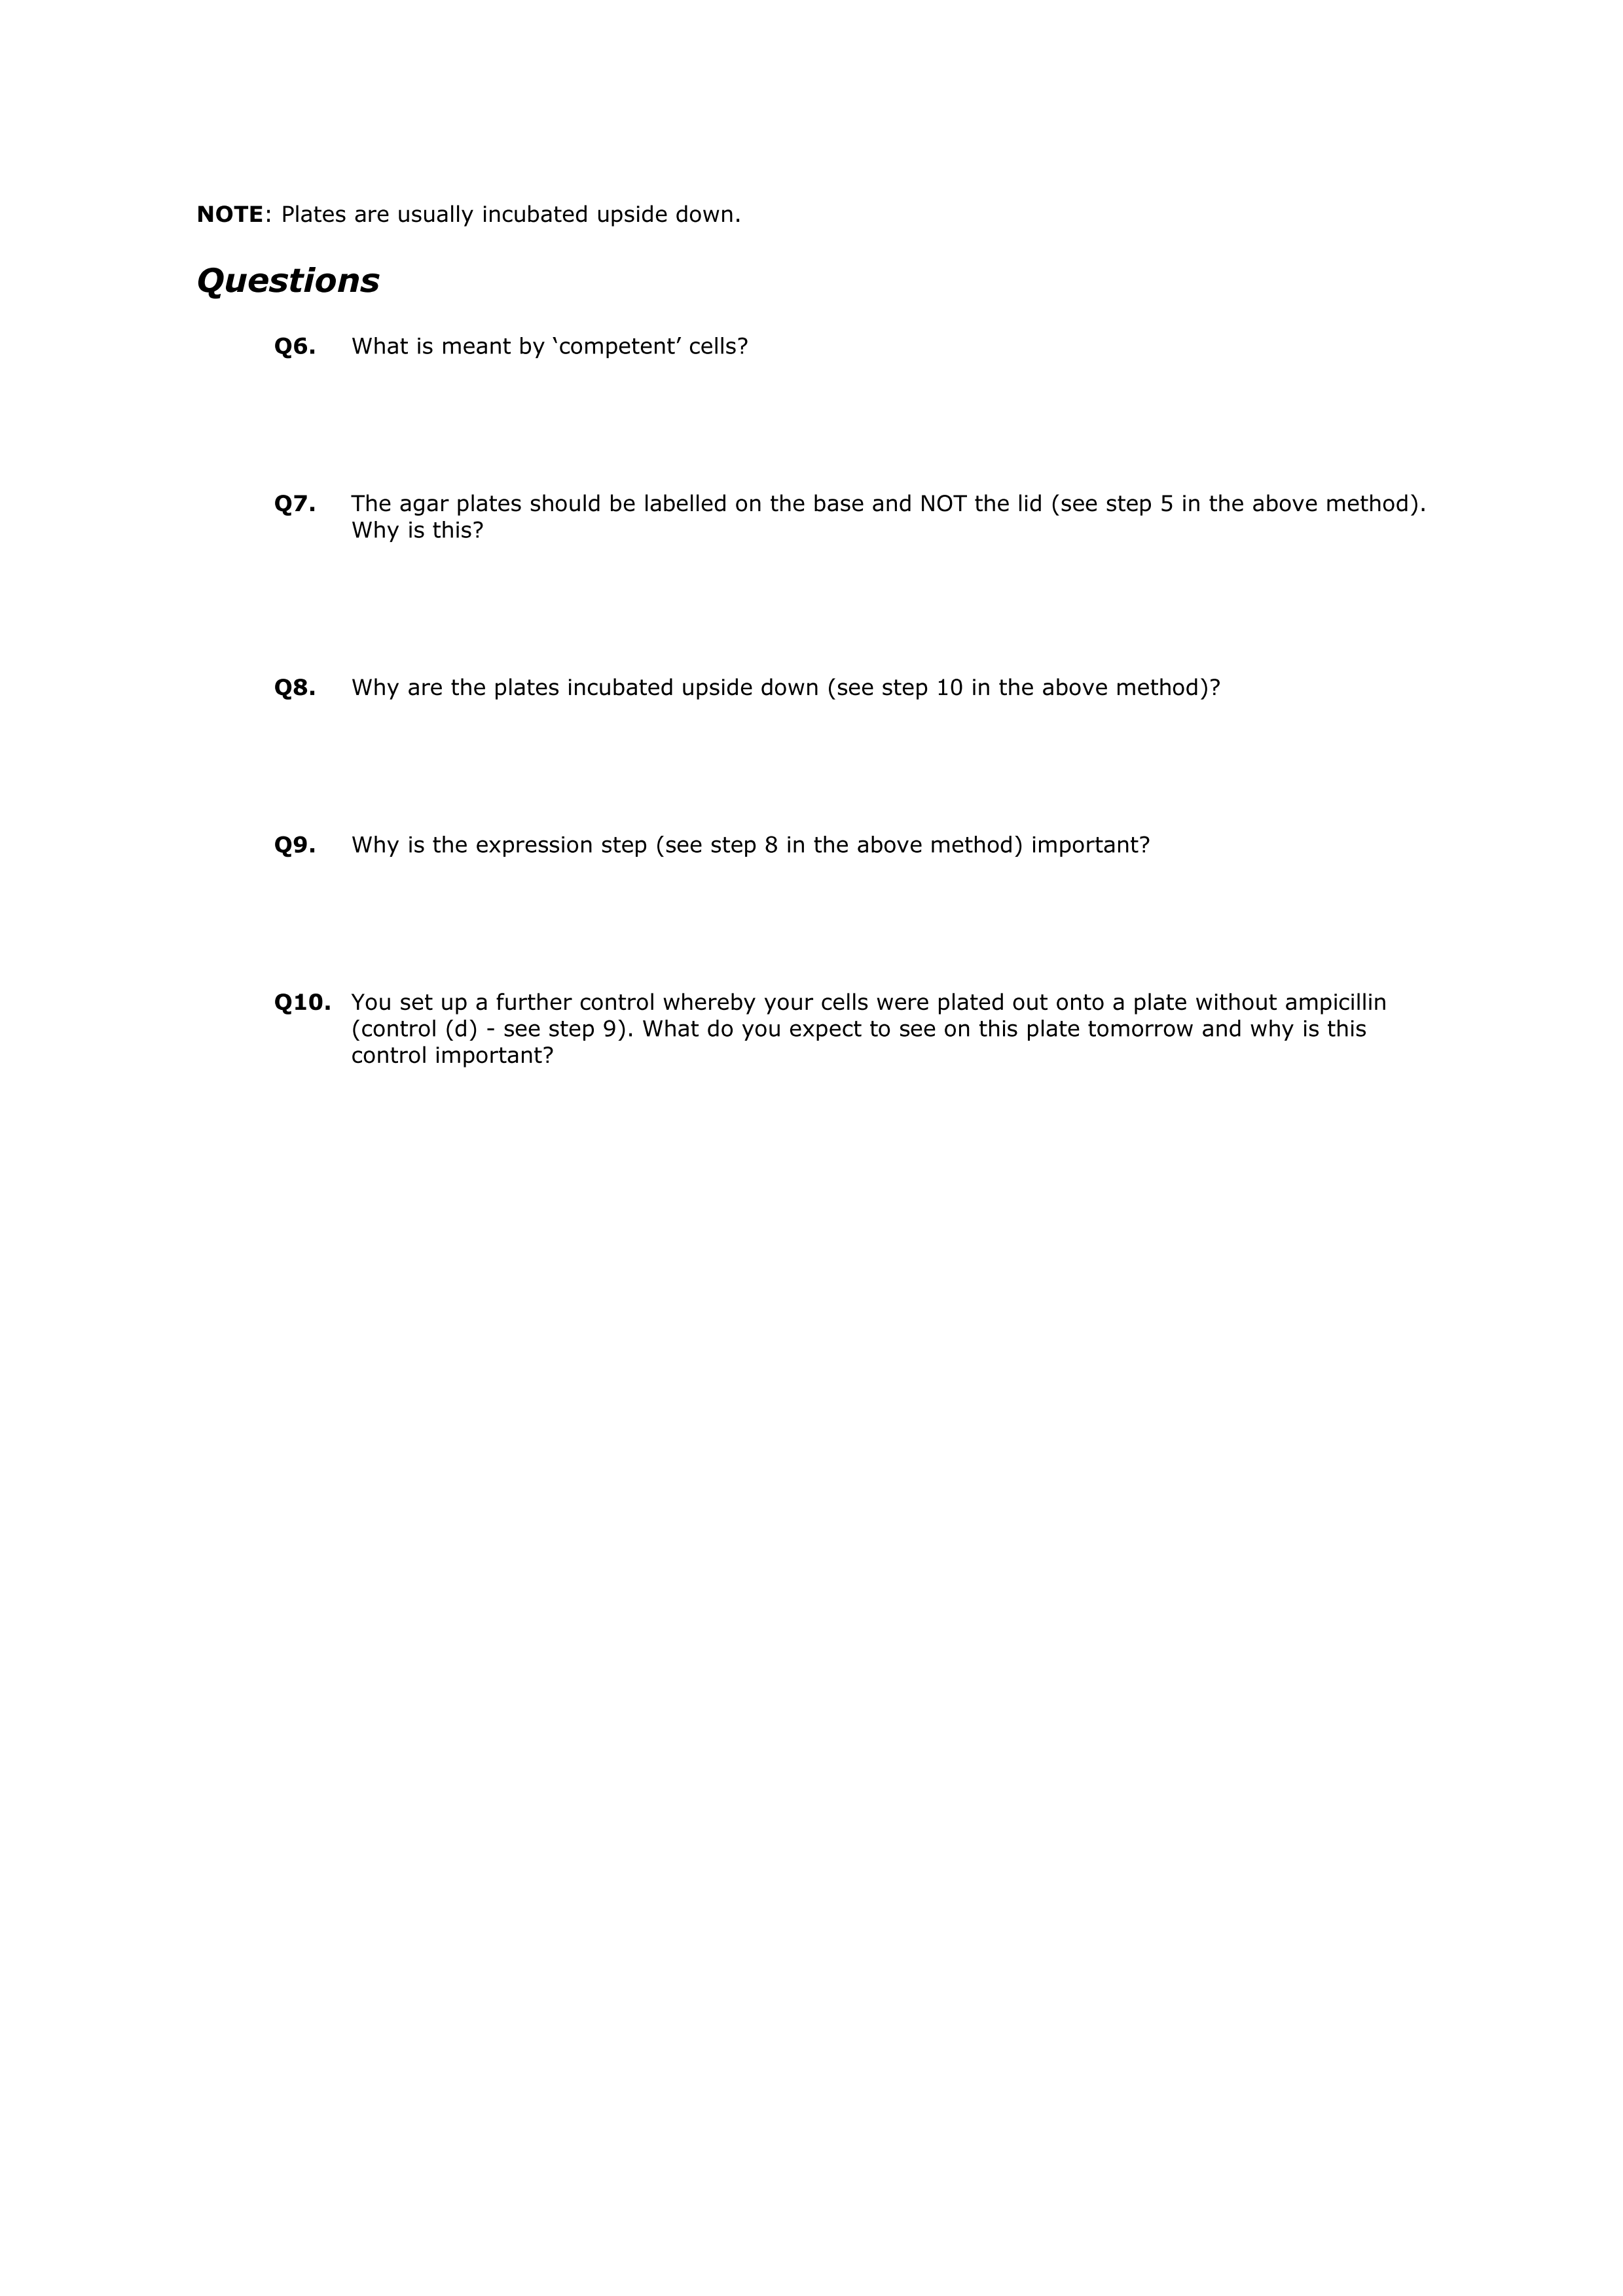 NOTE: Plates are usually incubated upside down.
Questions
Q6. What is meant by ‘competent’ cells?
Q7. The agar plates should be labelled on the base and NOT the lid (see step 5 in the above method).
Why is this?
Q8. Why are the plates incubated upside down (see step 10 in the above method)?
Q9. Why is the expression step (see step 8 in the above method) important?
Q10. You set up a further control whereby your cells were plated out onto a plate without ampicillin
(control (d) - see step 9). What do you expect to see on this plate tomorrow and why is this
control important?